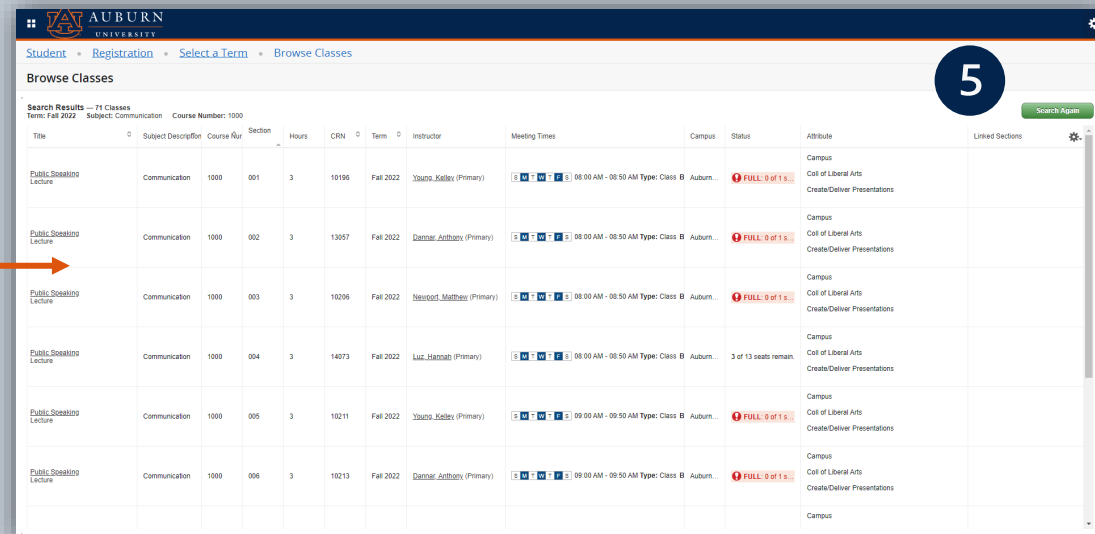 AUBURN
UNIVERSITY
Student • Registration • Select a Term • Browse Classes
Browse Classes
5
Search Results — 71 Classes
Term: Fall 2022 Subject: Communication Course Number: 1000
Search Again
Title Subject Description Course Nur Section Hours CRN Term Instructor Meeting Times Campus Status Attribute Linked Sections
Public Speaking
Lecture
Communication 1000 001 3 10196 Fall 2022 Young, Kelley (Primary) S M T W T F S 08:00 AM - 08:50 AM Type: Class B Auburn... FULL: 0 of 1 s...
Campus
Coll of Liberal Arts
Create/Deliver Presentations
Public Speaking
Lecture
Communication 1000 002 3 13057 Fall 2022 Dannar, Anthony (Primary) S M T W T F S 08:00 AM - 08:50 AM Type: Class B Auburn... FULL: 0 of 1 s...
Campus
Coll of Liberal Arts
Create/Deliver Presentations
Public Speaking
Lecture
Communication 1000 003 3 10206 Fall 2022 Newport, Matthew (Primary) S M T W T F S 08:00 AM - 08:50 AM Type: Class B Auburn... FULL: 0 of 1 s...
Campus
Coll of Liberal Arts
Create/Deliver Presentations
Public Speaking
Lecture
Communication 1000 004 3 14073 Fall 2022 Luz, Hannah (Primary) S M T W T F S 08:00 AM - 08:50 AM Type: Class B Auburn... 3 of 13 seats remain.
Campus
Coll of Liberal Arts
Create/Deliver Presentations
Public Speaking
Lecture
Communication 1000 005 3 10211 Fall 2022 Young, Kelley (Primary) S M T W T F S 09:00 AM - 09:50 AM Type: Class B Auburn... FULL: 0 of 1 s...
Campus
Coll of Liberal Arts
Create/Deliver Presentations
Public Speaking
Lecture
Communication 1000 006 3 10213 Fall 2022 Dannar, Anthony (Primary) S M T W T F S 09:00 AM - 09:50 AM Type: Class B Auburn... FULL: 0 of 1 s...
Campus
Coll of Liberal Arts
Create/Deliver Presentations
Campus